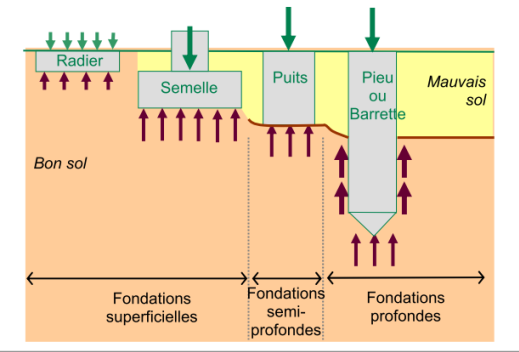 Radier
Semelle
Puits
Pieu
ou
Barrette
Mauvais
sol
Bon sol
Fondations
superficielles
Fondations
semi-
profondes
Fondations
profondes